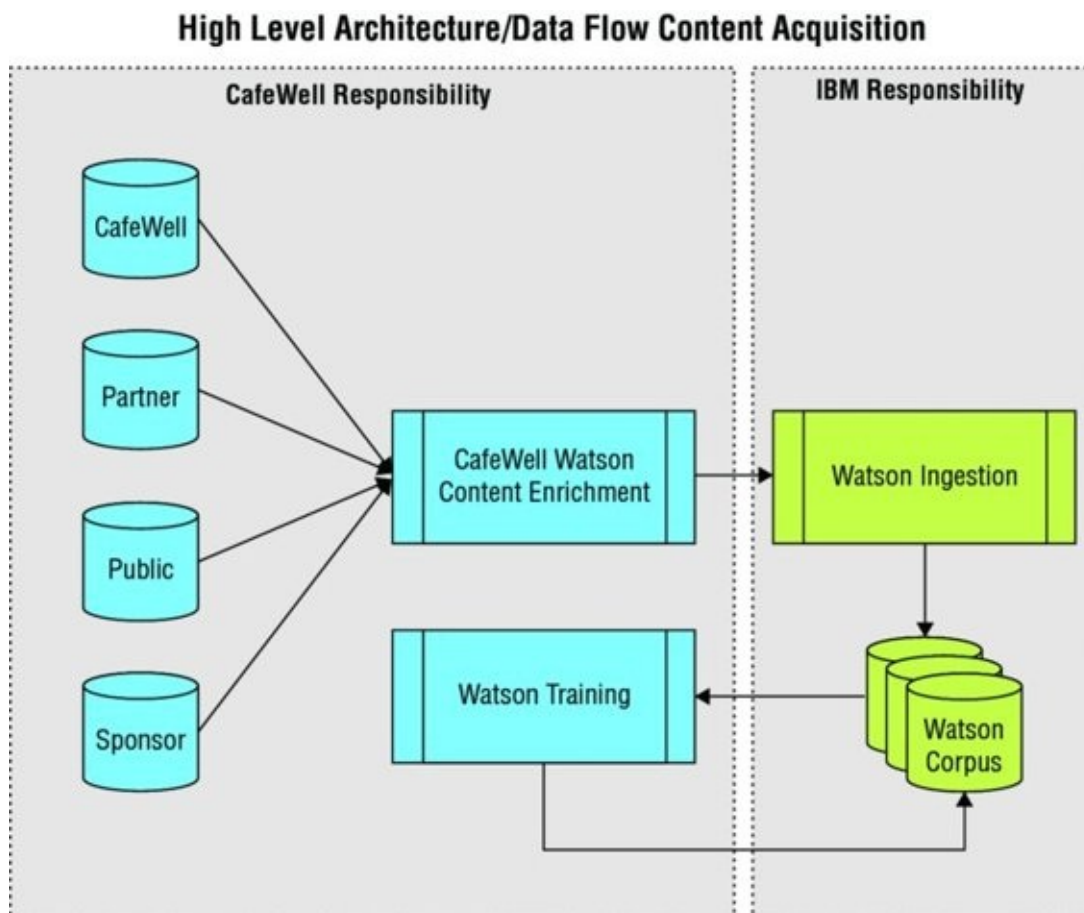 High Level Architecture/Data Flow Content Acquisition
CafeWell Responsibility
IBM Responsibility
CafeWell
Partner
Public
Sponsor
CafeWell Watson
Content Enrichment
Watson Training
Watson Ingestion
Watson
Corpus